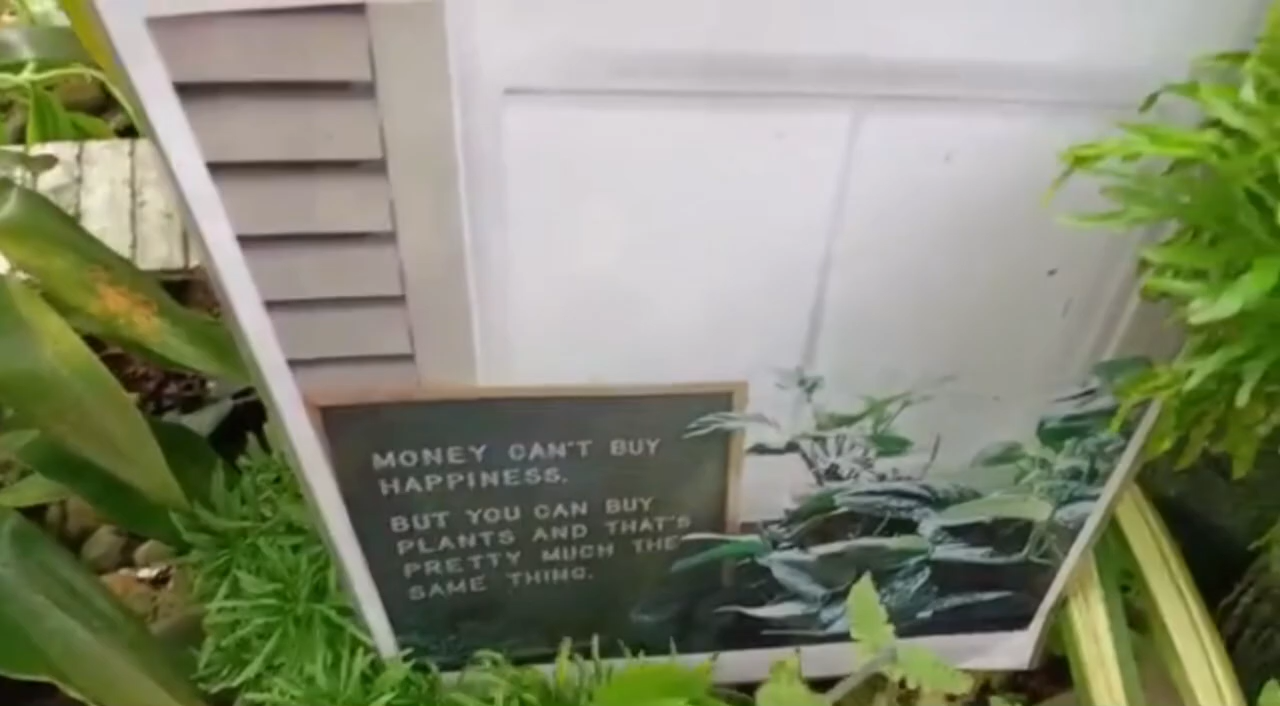 MONEY CAN'T BUY
HAPPINESS.
BUT YOU CAN BUY
PLANTS AND THAT'S
PRETTY MUCH THE
SAME THING.